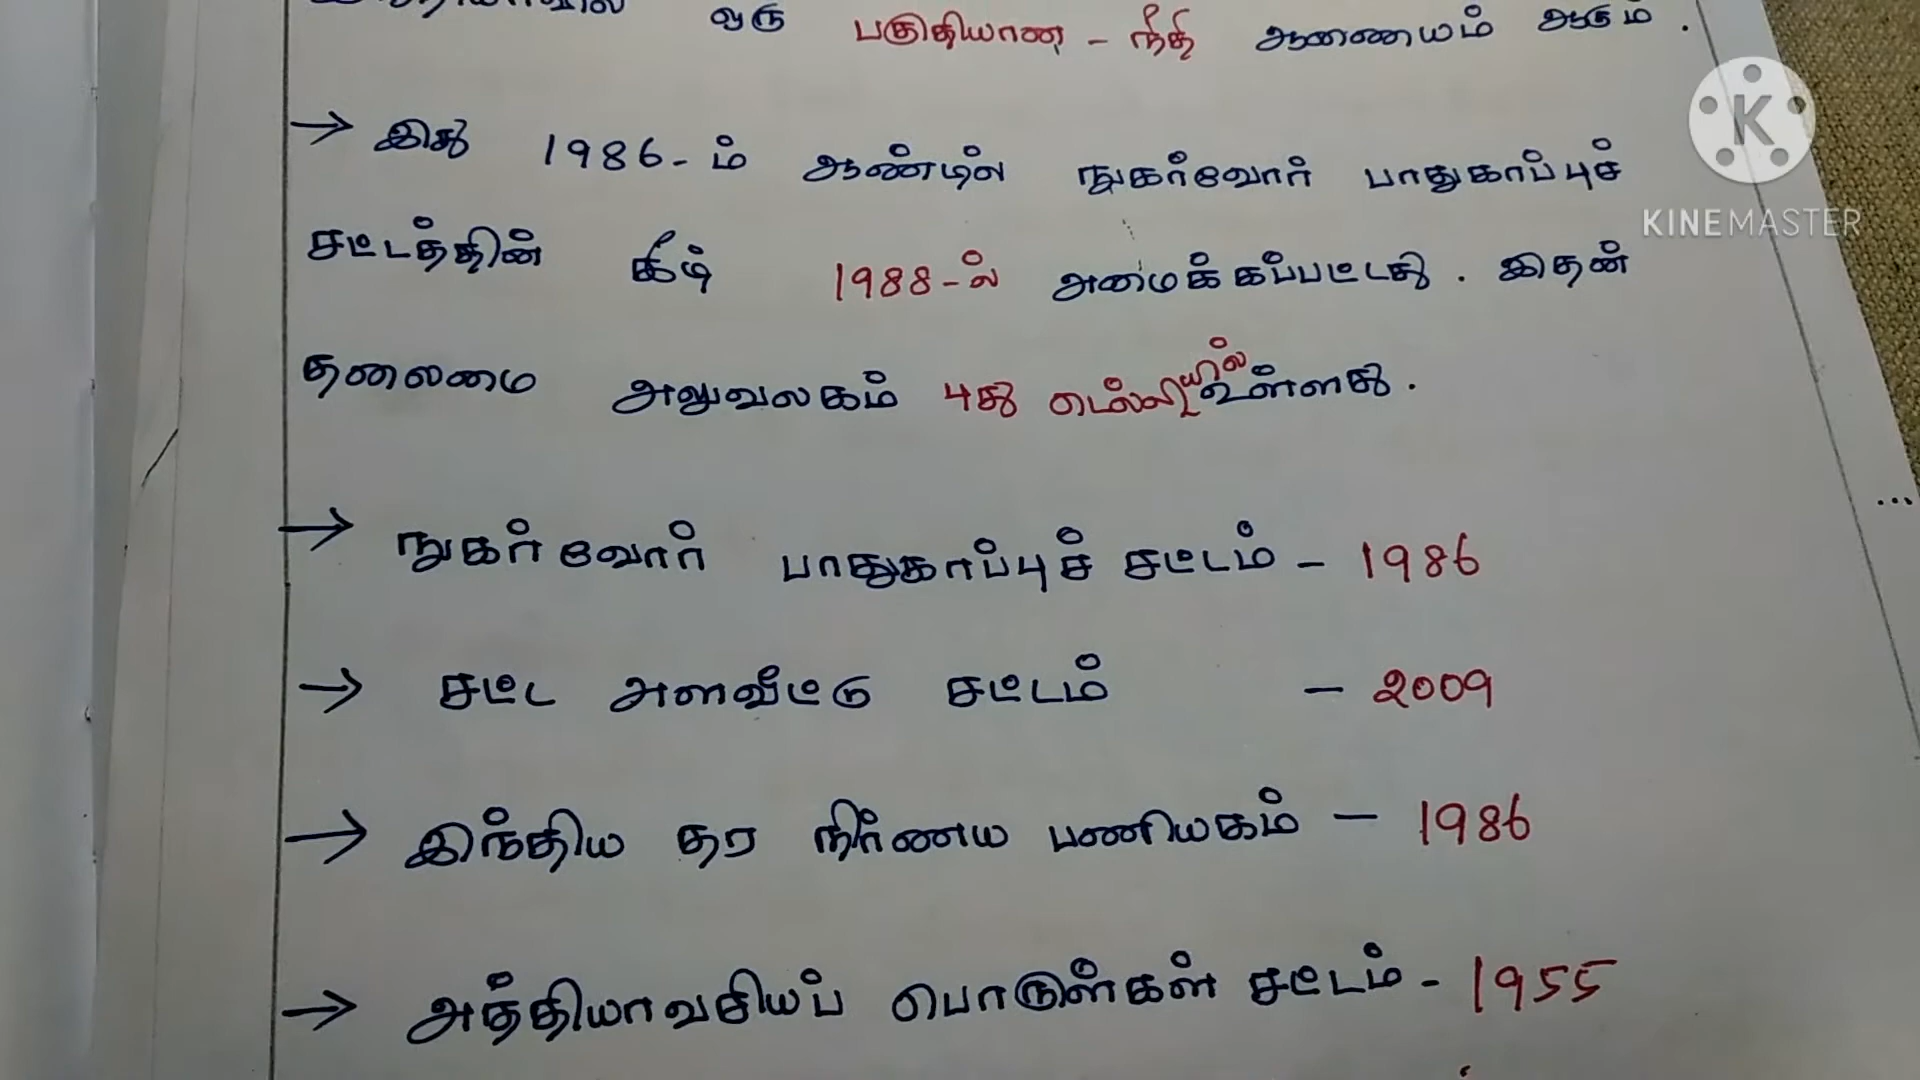 ஒரு பகுதியான - நீதி ஆணையம் ஆகும்.
→ இது 1986-ம் ஆண்டில் நுகர்வோர் பாதுகாப்புச்
சட்டத்தின் கீழ் 1988-ல் அமைக்கப்பட்டது. இதன்
தலைமை அலுவலகம் புது டெல்லியில் உள்ளது.
→ நுகர்வோர் பாதுகாப்புச் சட்டம் - 1986
→ சட்ட அளவீட்டு சட்டம் - 2009
→ இந்திய தர நிர்ணய பணியகம் - 1986
→ அத்தியாவசியப் பொருள்கள் சட்டம் - 1955
K
KINEMASTER